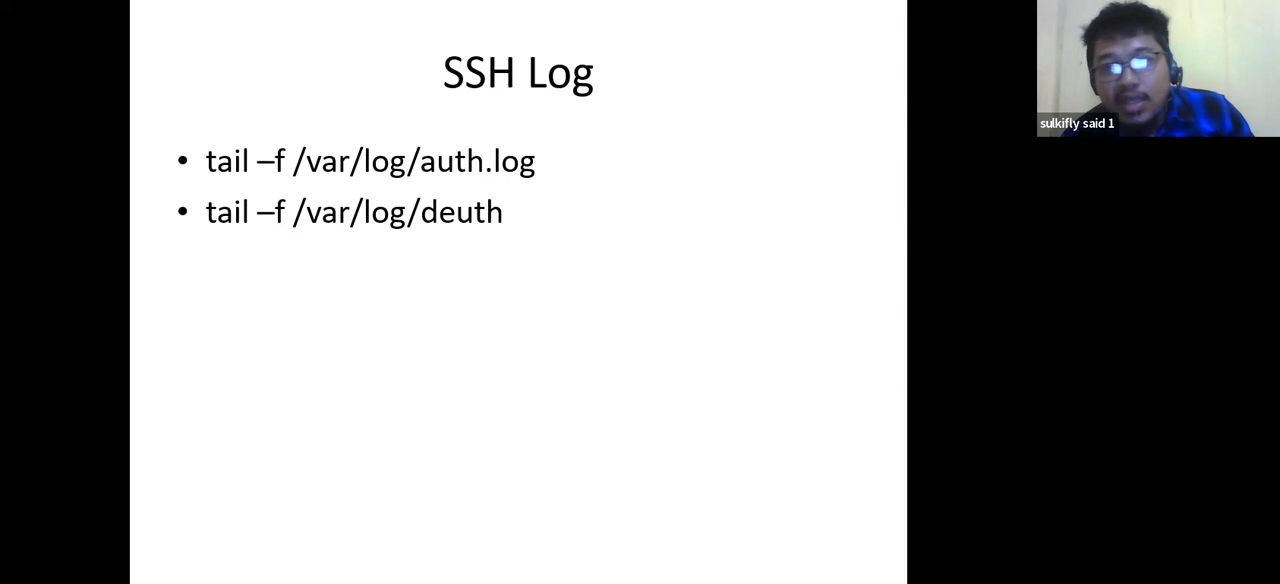 SSH Log
• tail –f /var/log/auth.log
• tail –f /var/log/deuth
sulkifly said 1